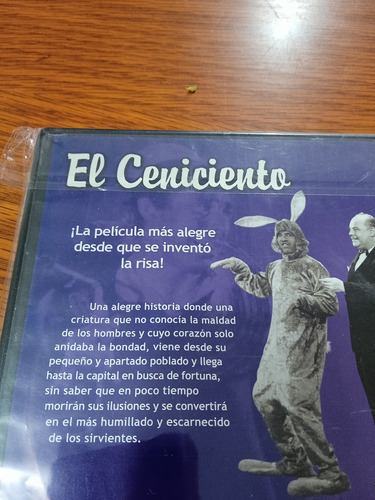 El Ceniciento
¡La película más alegre
desde que se inventó
la risa!
Una alegre historia donde una
criatura que no conocía la maldad
de los hombres y cuyo corazón solo
anidaba la bondad, viene desde su
pequeño y apartado poblado y llega
hasta la capital en busca de fortuna,
sin saber que en poco tiempo
morirán sus ilusiones y se convertirá
en el más humillado y escarnecido
de los sirvientes.